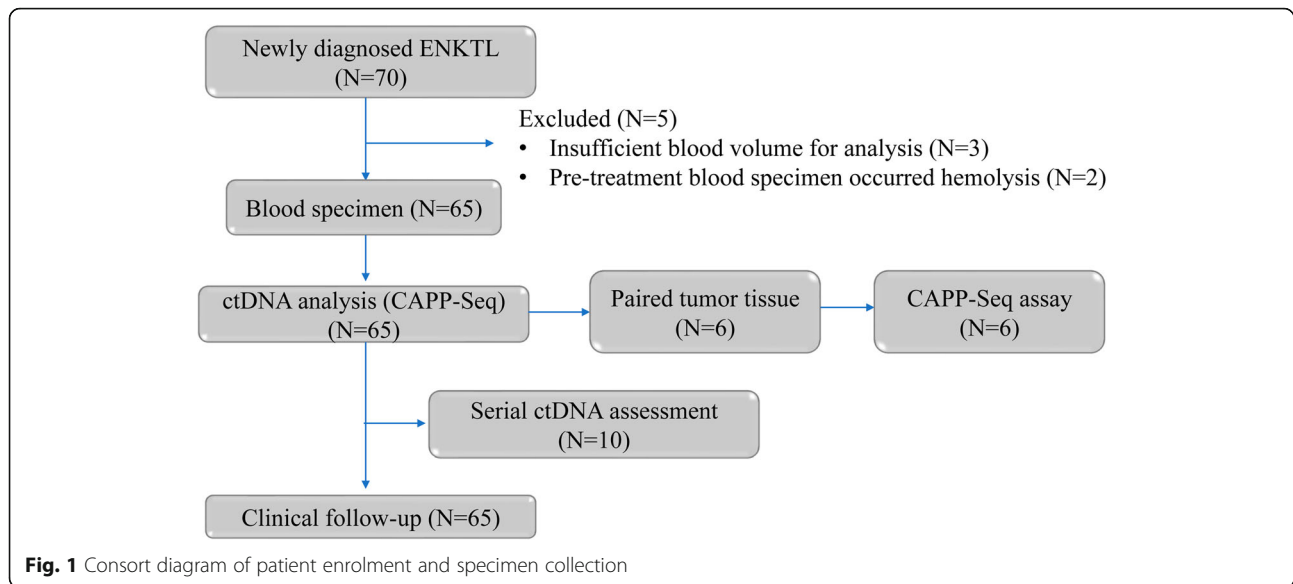 Newly diagnosed ENKTL
(N=70)
Excluded (N=5)
• Insufficient blood volume for analysis (N=3)
• Pre-treatment blood specimen occurred hemolysis (N=2)
Blood specimen (N=65)
ctDNA analysis (CAPP-Seq)
(N=65)
Paired tumor tissue
(N=6)
CAPP-Seq assay
(N=6)
Serial ctDNA assessment
(N=10)
Clinical follow-up (N=65)
Fig. 1 Consort diagram of patient enrolment and specimen collection